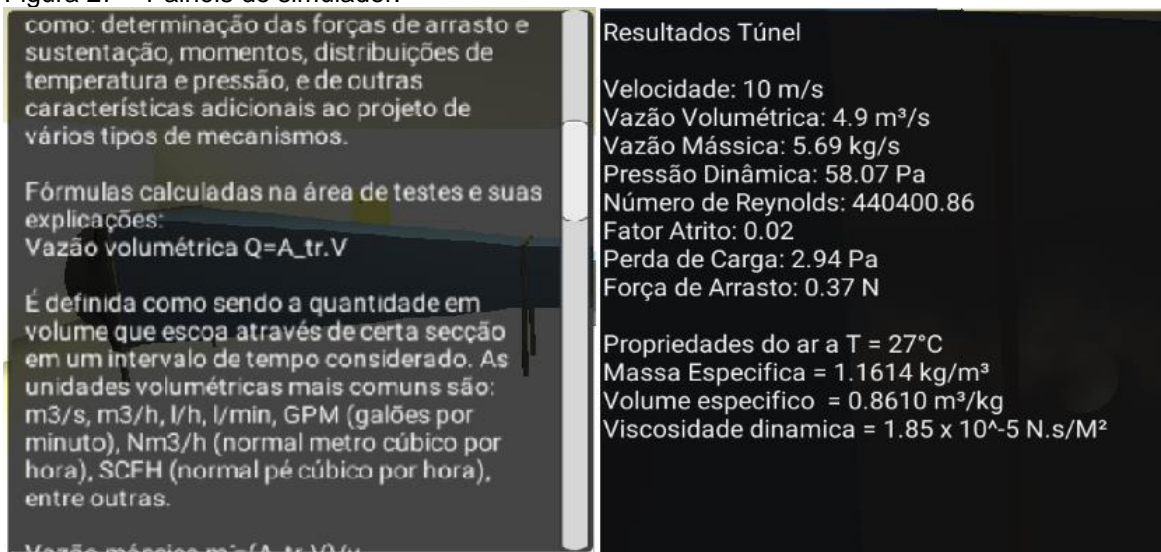 Figura 27 – Painéis do simulador.
como: determinação das forças de arrasto e
sustentação, momentos, distribuições de
temperatura e pressão, e de outras
características adicionais ao projeto de
vários tipos de mecanismos.
Fórmulas calculadas na área de testes e suas
explicações:
Vazão volumétrica Q=A_tr.V
É definida como sendo a quantidade em
volume que escoa através de certa secção
em um intervalo de tempo considerado. As
unidades volumétricas mais comuns são:
m3/s, m3/h, l/h, l/min, GPM (galões por
minuto), Nm3/h (normal metro cúbico por
hora), SCFH (normal pé cúbico por hora),
entre outras.
Resultados Túnel
Velocidade: 10 m/s
Vazão Volumétrica: 4.9 m³/s
Vazão Mássica: 5.69 kg/s
Pressão Dinâmica: 58.07 Pa
Número de Reynolds: 440400.86
Fator Atrito: 0.02
Perda de Carga: 2.94 Pa
Força de Arrasto: 0.37 N
Propriedades do ar a T = 27°C
Massa Especifica = 1.1614 kg/m³
Volume especifico = 0.8610 m³/kg
Viscosidade dinamica = 1.85 x 10^-5 N.s/M²